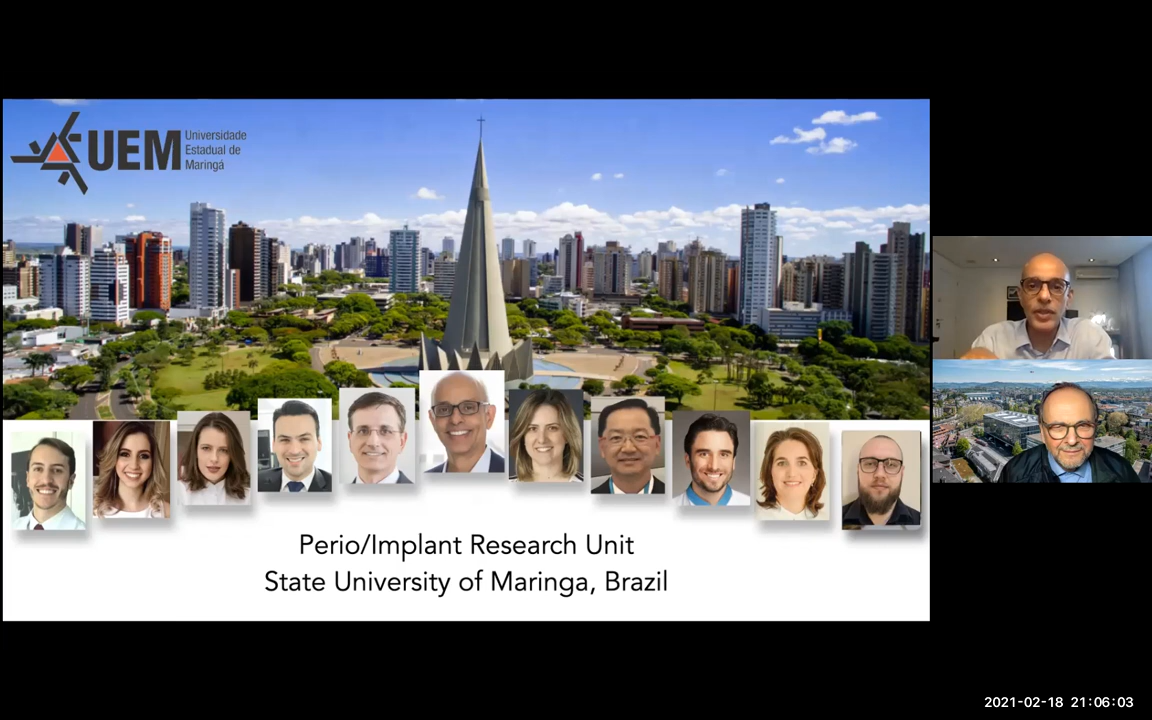 UEM
Universidade
Estadual de
Maringá
Perio/Implant Research Unit
State University of Maringa, Brazil
2021-02-18 21:06:03